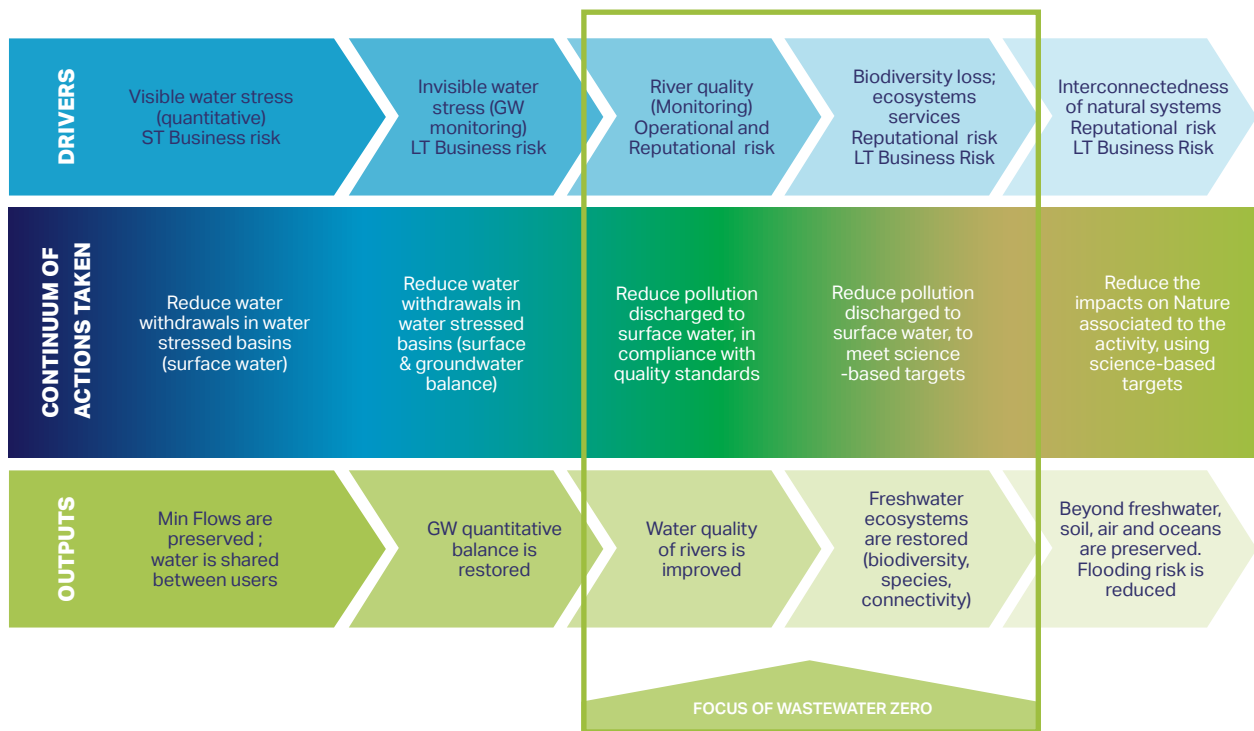 DRIVERS
Visible water stress
(quantitative)
ST Business risk
Invisible water
stress (GW
monitoring)
LT Business risk
River quality
(Monitoring)
Operational and
Reputational risk
Biodiversity loss;
ecosystems
services
Reputational risk
LT Business Risk
Interconnectedness
of natural systems
Reputational risk
LT Business Risk
CONTINUUM OF
ACTIONS TAKEN
Reduce water
withdrawals in water
stressed basins
(surface water)
Reduce water
withdrawals in
water stressed
basins (surface
& groundwater
balance)
Reduce pollution
discharged to
surface water, in
compliance with
quality standards
Reduce pollution
discharged to
surface water, to
meet science
-based targets
Reduce the
impacts on Nature
associated to the
activity, using
science-based
targets
OUTPUTS
Min Flows are
preserved ;
water is shared
between users
GW quantitative
balance is
restored
Water quality
of rivers is
improved
Freshwater
ecosystems
are restored
(biodiversity,
species,
connectivity)
Beyond freshwater,
soil, air and oceans
are preserved.
Flooding risk is
reduced
FOCUS OF WASTEWATER ZERO